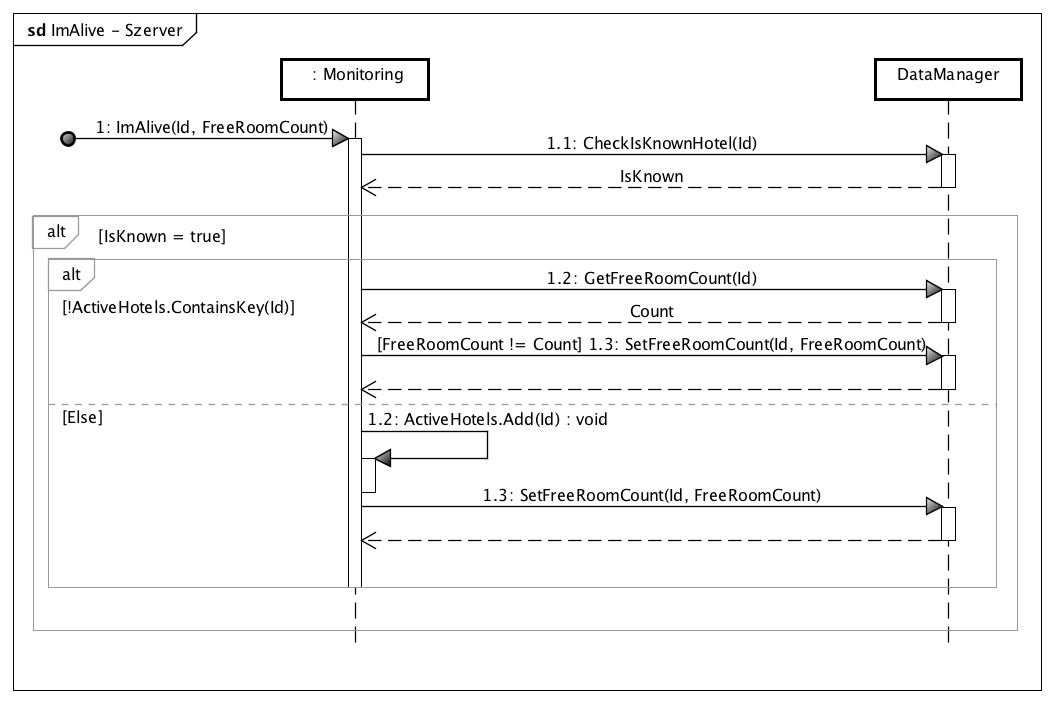 sd ImAlive - Szerver
: Monitoring
DataManager
1: ImAlive(Id, FreeRoomCount)
1.1: CheckIsKnownHotel(Id)
IsKnown
alt
[IsKnown = true]
alt
1.2: GetFreeRoomCount(Id)
[!ActiveHotels.ContainsKey(Id)]
Count
[FreeRoomCount != Count] 1.3: SetFreeRoomCount(Id, FreeRoomCount)
[Else]
1.2: ActiveHotels.Add(Id) : void
1.3: SetFreeRoomCount(Id, FreeRoomCount)